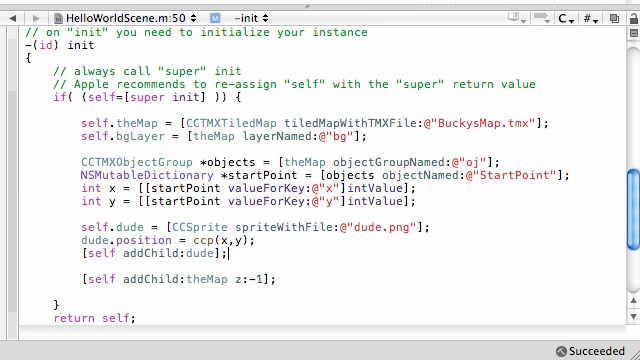 HelloWorldScene.m:50 M -init C #
// on "init" you need to initialize your instance
-(id) init
{
// always call "super" init
// Apple recommends to re-assign "self" with the "super" return value
if( (self=[super init] )) {
self.theMap = [CCTMXTiledMap tiledMapWithTMXFile:@"BuckysMap.tmx"];
self.bgLayer = [theMap layerNamed:@"bg"];
CCTMXObjectGroup *objects = [theMap objectGroupNamed:@"oj"];
NSMutableDictionary *startPoint = [objects objectNamed:@"StartPoint"];
int x = [[startPoint valueForKey:@"x"]intValue];
int y = [[startPoint valueForKey:@"y"]intValue];
self.dude = [CCSprite spriteWithFile:@"dude.png"];
dude.position = ccp(x,y);
[self addChild:dude];
[self addChild:theMap z:-1];
}
return self;
Succeeded